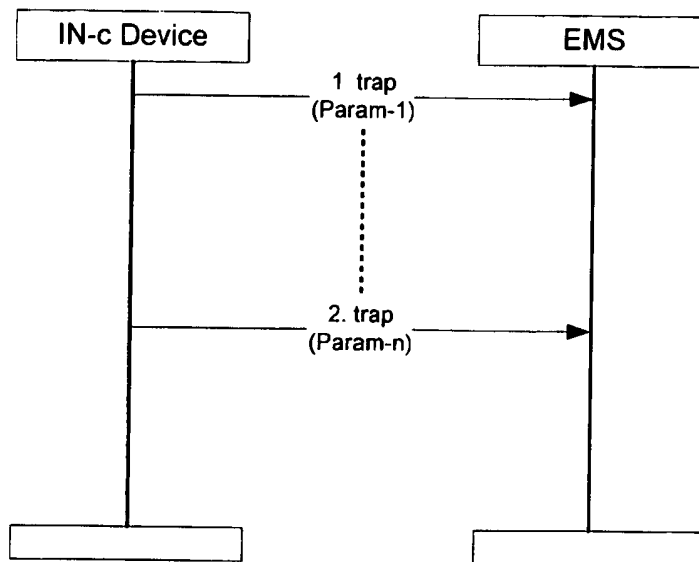 IN-c Device
EMS
1 trap
(Param-1)
2. trap
(Param-n)